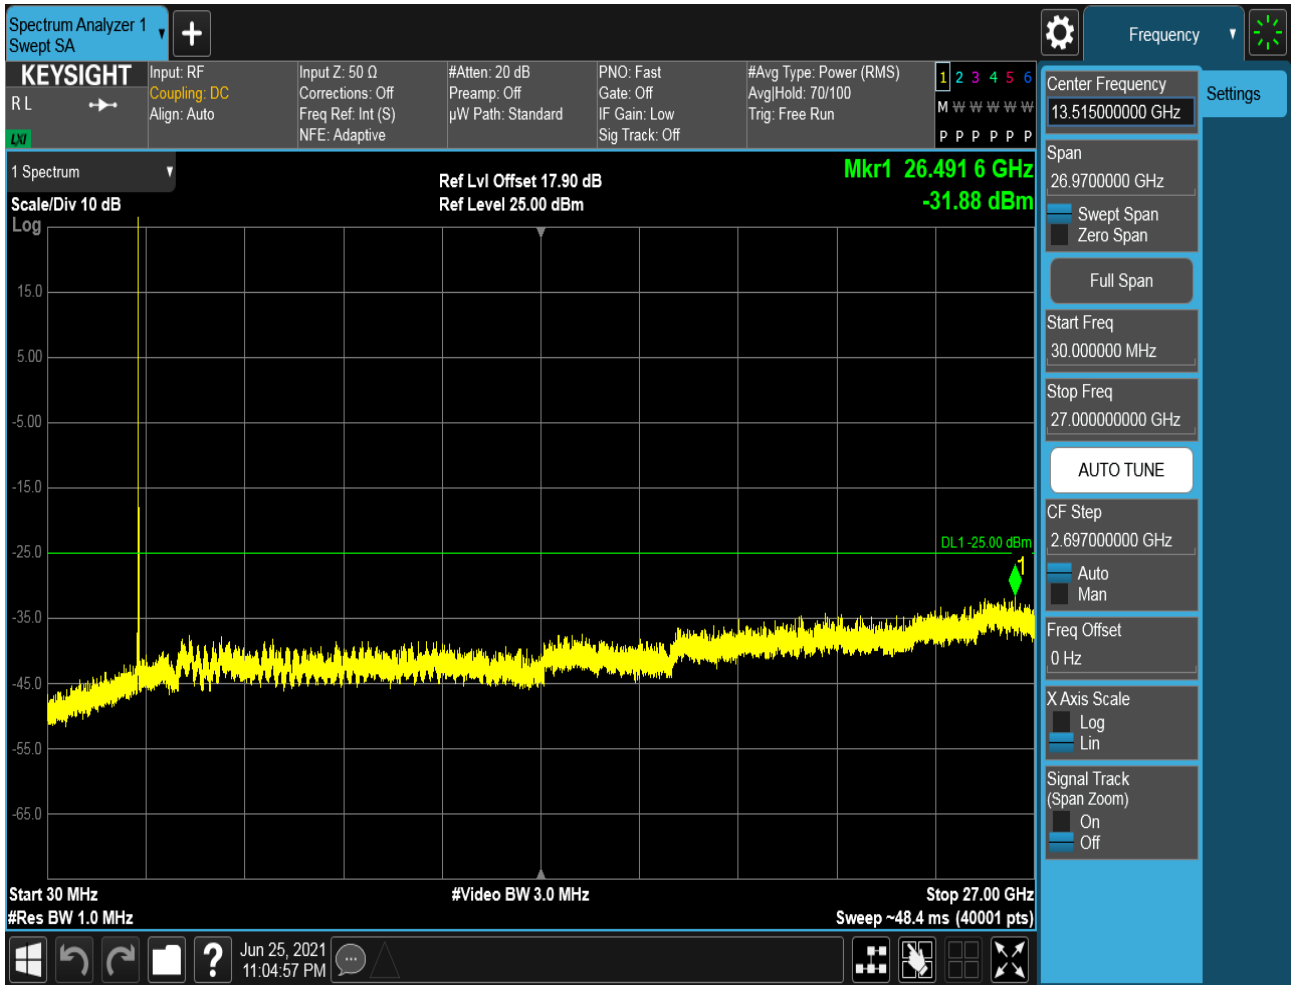 Spectrum Analyzer 1
Swept SA
Frequency
KEYSIGHT
R L
LXI
Input: RF
Coupling: DC
Align: Auto
Input Z: 50 Ω
Corrections: Off
Freq Ref: Int (S)
NFE: Adaptive
#Atten: 20 dB
Preamp: Off
µW Path: Standard
PNO: Fast
Gate: Off
IF Gain: Low
Sig Track: Off
#Avg Type: Power (RMS)
Avg|Hold: 70/100
Trig: Free Run
1 2 3 4 5 6
M W W W W W
P P P P P P
1 Spectrum
Scale/Div 10 dB
Log
Ref Lvl Offset 17.90 dB
Ref Level 25.00 dBm
Mkr1 26.491 6 GHz
-31.88 dBm
15.0
5.00
-5.00
-15.0
-25.0
-35.0
-45.0
-55.0
-65.0
DL1 -25.00 dBm
1
Start 30 MHz
#Res BW 1.0 MHz
#Video BW 3.0 MHz
Stop 27.00 GHz
Sweep ~48.4 ms (40001 pts)
Center Frequency
13.515000000 GHz
Settings
Span
26.9700000 GHz
Swept Span
Zero Span
Full Span
Start Freq
30.000000 MHz
Stop Freq
27.000000000 GHz
AUTO TUNE
CF Step
2.697000000 GHz
Auto
Man
Freq Offset
0 Hz
X Axis Scale
Log
Lin
Signal Track
(Span Zoom)
On
Off
?
Jun 25, 2021
11:04:57 PM